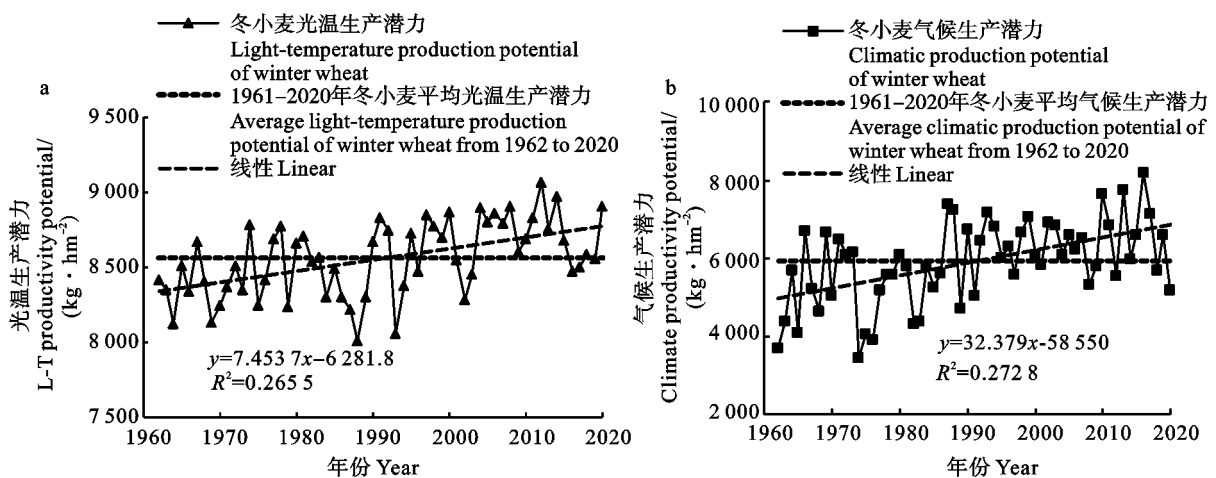 冬小麦光温生产潜力
Light-temperature production potential
of winter wheat
1961–2020年冬小麦平均光温生产潜力
Average light-temperature production
potential of winter wheat from 1962 to 2020
线性 Linear
a
光温生产潜力
L-T productivity potential/
(kg·hm⁻²)
9 500
9 000
8 500
8 000
7 500
y=7.453 7x–6 281.8
R²=0.265 5
1960 1970 1980 1990 2000 2010 2020
年份 Year
冬小麦气候生产潜力
Climatic production potential
of winter wheat
1961–2020年冬小麦平均气候生产潜力
Average climatic production potential of
winter wheat from 1962 to 2020
线性 Linear
b
气候生产潜力
Climate productivity potential/
(kg·hm⁻²)
10 000
8 000
6 000
4 000
2 000
y=32.379x-58 550
R²=0.272 8
1960 1970 1980 1990 2000 2010 2020
年份 Year